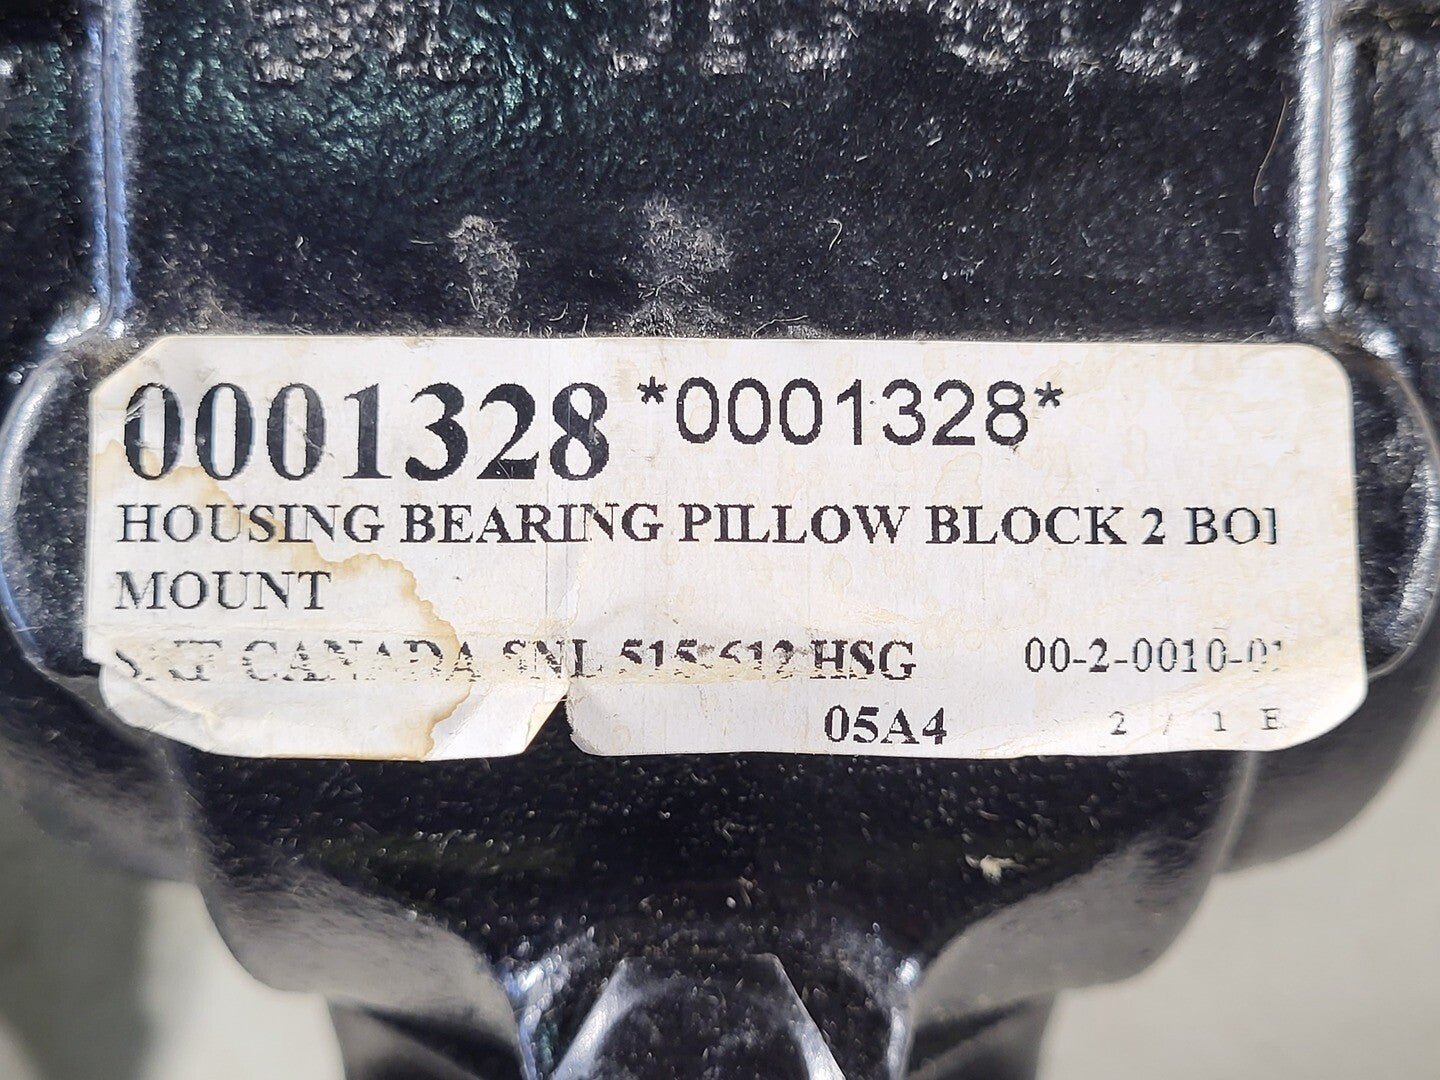 0001328 *0001328*
HOUSING BEARING PILLOW BLOCK 2
MOUNT
SKF CANADA SNL 515-612 HSG 00-2-0010-01
05A4 2 / 1 E